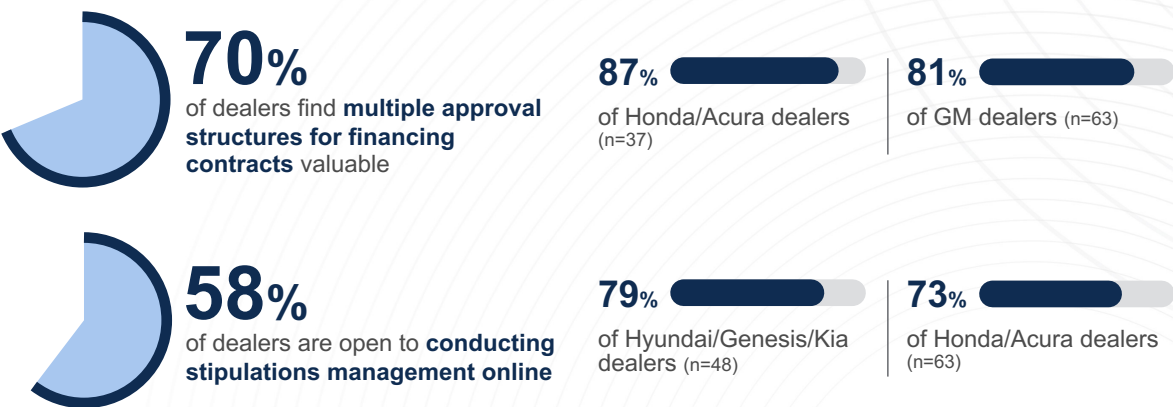 70%
of dealers find multiple approval
structures for financing
contracts valuable
87%
of Honda/Acura dealers
(n=37)
81%
of GM dealers (n=63)
58%
of dealers are open to conducting
stipulations management online
79%
of Hyundai/Genesis/Kia
dealers (n=48)
73%
of Honda/Acura dealers
(n=63)